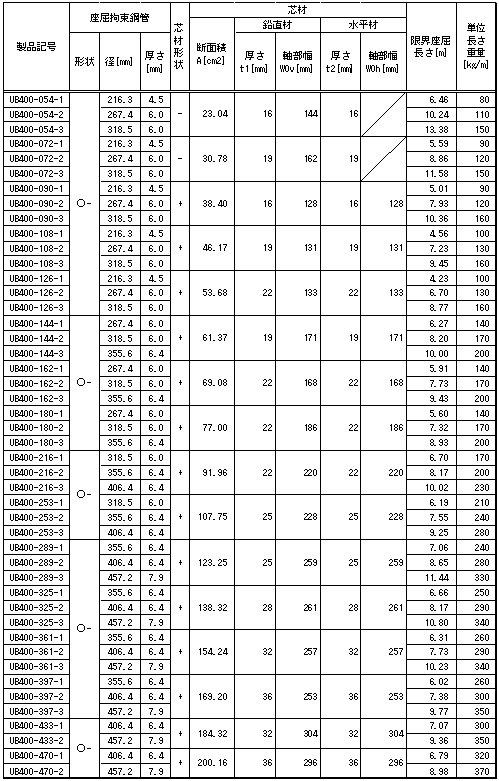 製品記号 座屈拘束鋼管 芯材形状 芯材 限界座屈長さ[m] 単位長さ重量[kg/m]
形状 径[mm] 厚さ[mm] 断面積A[cm2] 鉛直材 水平材
厚さt1[mm] 軸部幅W0v[mm] 厚さt2[mm] 軸部幅W0h[mm]
UB400-054-1 ○- 216.3 4.5 - 23.04 16 144 16 6.46 80
UB400-054-2 267.4 6.0 10.24 110
UB400-054-3 318.5 6.0 13.38 150
UB400-072-1 216.3 4.5 - 30.78 19 162 19 5.59 90
UB400-072-2 267.4 6.0 8.86 120
UB400-072-3 318.5 6.0 11.58 150
UB400-090-1 216.3 4.5 + 38.40 16 128 16 128 5.01 90
UB400-090-2 267.4 6.0 7.93 120
UB400-090-3 318.5 6.0 10.36 160
UB400-108-1 216.3 4.5 + 46.17 19 131 19 131 4.56 100
UB400-108-2 267.4 6.0 7.23 130
UB400-108-3 318.5 6.0 9.45 160
UB400-126-1 216.3 4.5 + 53.68 22 133 22 133 4.23 100
UB400-126-2 267.4 6.0 6.70 130
UB400-126-3 318.5 6.0 8.77 160
UB400-144-1 ○- 267.4 6.0 + 61.37 19 171 19 171 6.27 140
UB400-144-2 318.5 6.0 8.20 170
UB400-144-3 355.6 6.4 10.00 200
UB400-162-1 267.4 6.0 + 69.08 22 168 22 168 5.91 140
UB400-162-2 318.5 6.0 7.73 170
UB400-162-3 355.6 6.4 9.43 200
UB400-180-1 267.4 6.0 + 77.00 22 186 22 186 5.60 140
UB400-180-2 318.5 6.0 7.32 170
UB400-180-3 355.6 6.4 8.93 200
UB400-216-1 ○- 318.5 6.0 + 91.96 22 220 22 220 6.70 170
UB400-216-2 355.6 6.4 8.17 200
UB400-216-3 406.4 6.4 10.02 230
UB400-253-1 318.5 6.0 + 107.75 25 228 25 228 6.19 210
UB400-253-2 355.6 6.4 7.55 240
UB400-253-3 406.4 6.4 9.25 280
UB400-289-1 ○- 355.6 6.4 + 123.25 25 259 25 259 7.06 240
UB400-289-2 406.4 6.4 8.65 280
UB400-289-3 457.2 7.9 11.44 330
UB400-325-1 355.6 6.4 + 138.32 28 261 28 261 6.66 250
UB400-325-2 406.4 6.4 8.17 290
UB400-325-3 457.2 7.9 10.80 340
UB400-361-1 355.6 6.4 + 154.24 32 257 32 257 6.31 260
UB400-361-2 406.4 6.4 7.73 290
UB400-361-3 457.2 7.9 10.23 340
UB400-397-1 355.6 6.4 + 169.20 36 253 36 253 6.02 260
UB400-397-2 406.4 6.4 7.38 300
UB400-397-3 457.2 7.9 9.77 350
UB400-433-1 ○- 406.4 6.4 + 184.32 32 304 32 304 7.07 300
UB400-433-2 457.2 7.9 9.36 350
UB400-470-1 406.4 6.4 + 200.16 36 296 36 296 6.79 320
UB400-470-2 457.2 7.9 8.98 370